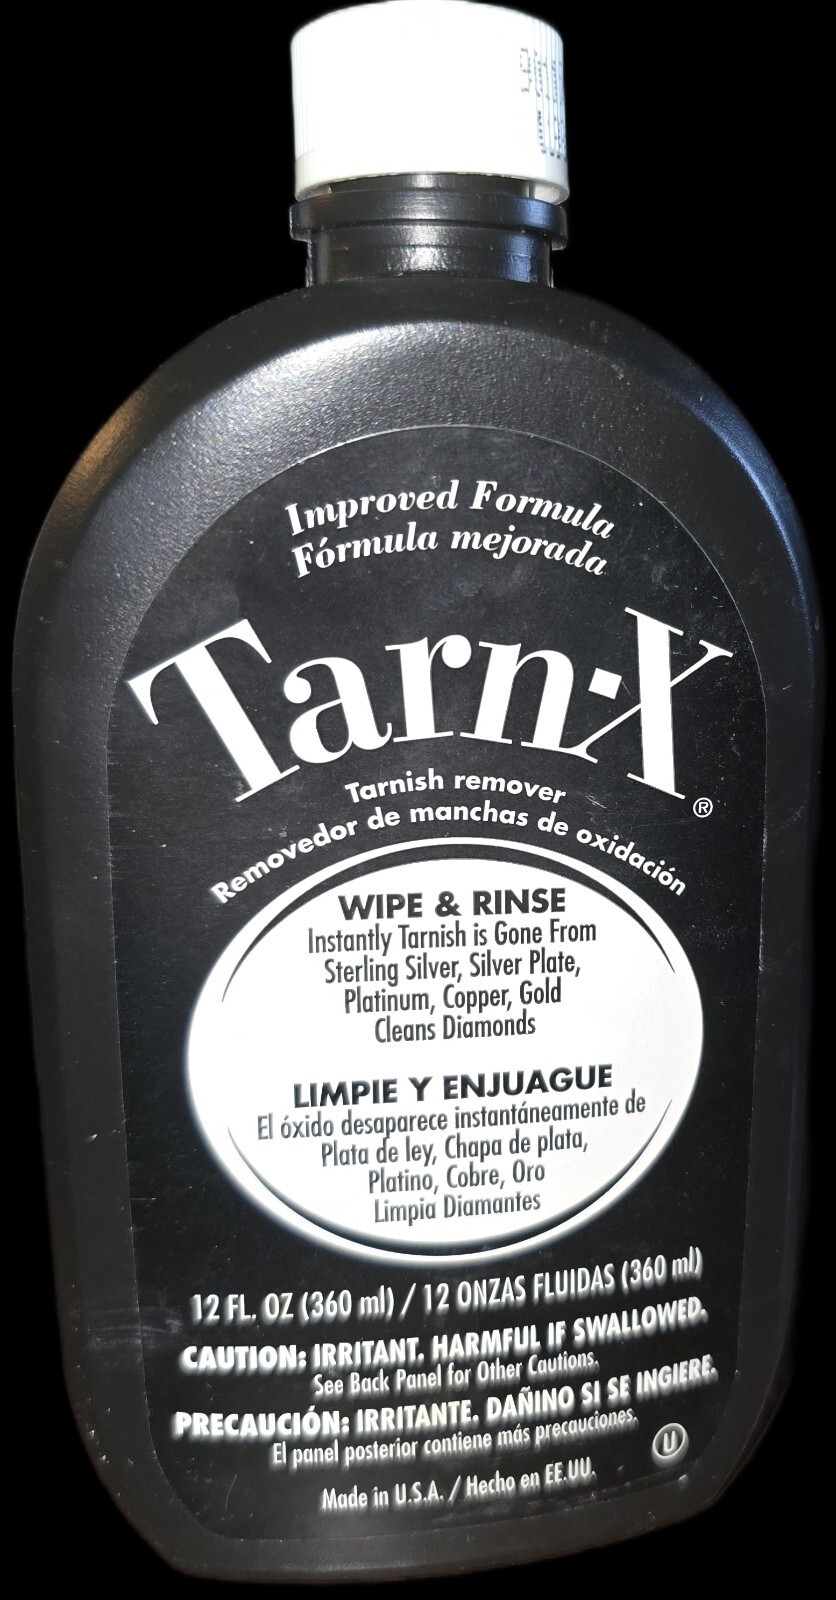 Improved Formula
Fórmula mejorada
Tarn-X®
Tarnish remover
Removedor de manchas de oxidación
WIPE & RINSE
Instantly Tarnish is Gone From
Sterling Silver, Silver Plate,
Platinum, Copper, Gold
Cleans Diamonds
LIMPIE Y ENJUAGUE
El óxido desaparece instantáneamente de
Plata de ley, Chapa de plata,
Platino, Cobre, Oro
Limpia Diamantes
12 FL. OZ (360 ml) / 12 ONZAS FLUIDAS (360 ml)
CAUTION: IRRITANT. HARMFUL IF SWALLOWED.
See Back Panel for Other Cautions.
PRECAUCIÓN: IRRITANTE. DAÑINO SI SE INGIERE.
El panel posterior contiene más precauciones.
U
Made in U.S.A. / Hecho en EE.UU.